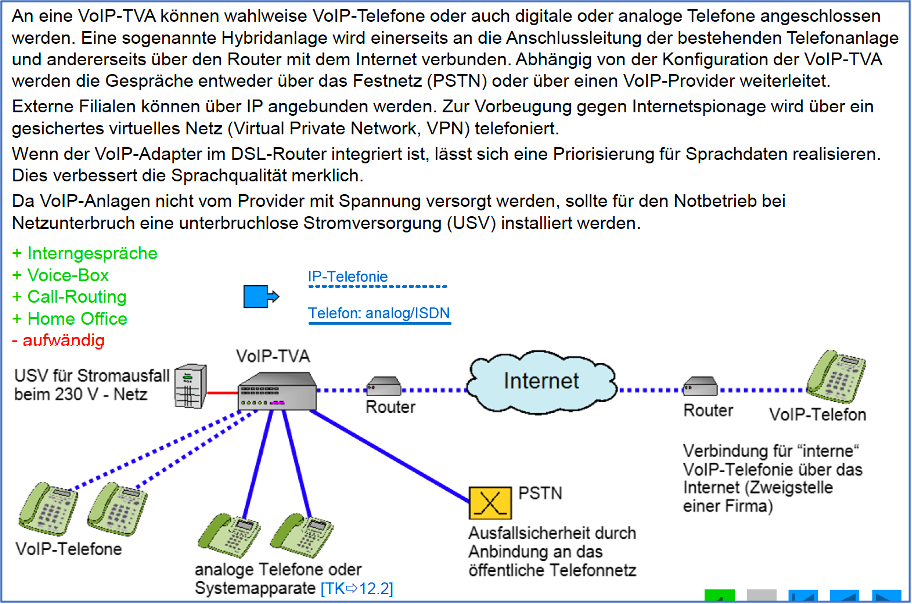 An eine VoIP-TVA können wahlweise VoIP-Telefone oder auch digitale oder analoge Telefone angeschlossen
werden. Eine sogenannte Hybridanlage wird einerseits an die Anschlussleitung der bestehenden Telefonanlage
und andererseits über den Router mit dem Internet verbunden. Abhängig von der Konfiguration der VoIP-TVA
werden die Gespräche entweder über das Festnetz (PSTN) oder über einen VoIP-Provider weiterleitet.
Externe Filialen können über IP angebunden werden. Zur Vorbeugung gegen Internetspionage wird über ein
gesichertes virtuelles Netz (Virtual Private Network, VPN) telefoniert.
Wenn der VoIP-Adapter im DSL-Router integriert ist, lässt sich eine Priorisierung für Sprachdaten realisieren.
Dies verbessert die Sprachqualität merklich.
Da VoIP-Anlagen nicht vom Provider mit Spannung versorgt werden, sollte für den Notbetrieb bei
Netzunterbruch eine unterbruchlose Stromversorgung (USV) installiert werden.
+ Interngespräche
+ Voice-Box
+ Call-Routing
+ Home Office
- aufwändig
IP-Telefonie
Telefon: analog/ISDN
VoIP-TVA
USV für Stromausfall
beim 230 V - Netz
Router
Internet
Router
VoIP-Telefon
Verbindung für "interne"
VoIP-Telefonie über das
Internet (Zweigstelle
einer Firma)
VoIP-Telefone
analoge Telefone oder
Systemapparate [TK⇨12.2]
PSTN
Ausfallsicherheit durch
Anbindung an das
öffentliche Telefonnetz